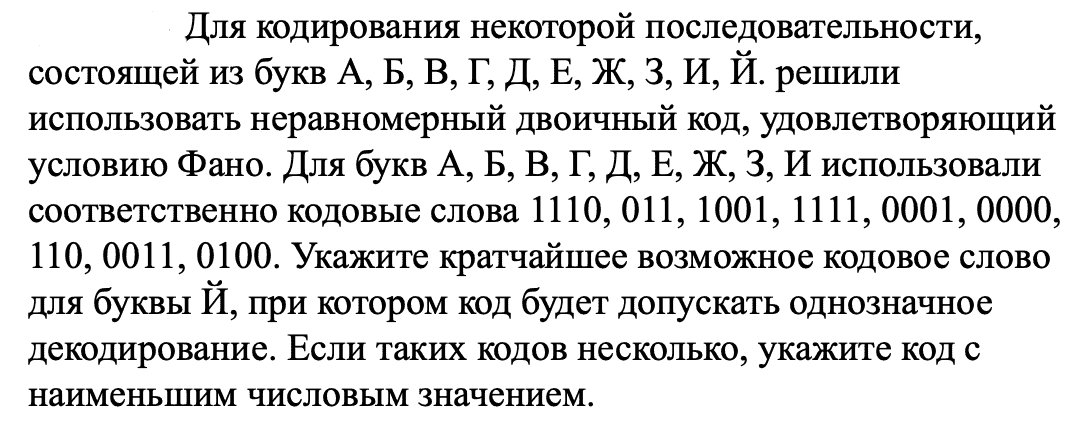 Для кодирования некоторой последовательности,
состоящей из букв А, Б, В, Г, Д, Е, Ж, З, И, Й. решили
использовать неравномерный двоичный код, удовлетворяющий
условию Фано. Для букв А, Б, В, Г, Д, Е, Ж, З, И использовали
соответственно кодовые слова 1110, 011, 1001, 1111, 0001, 0000,
110, 0011, 0100. Укажите кратчайшее возможное кодовое слово
для буквы Й, при котором код будет допускать однозначное
декодирование. Если таких кодов несколько, укажите код с
наименьшим числовым значением.